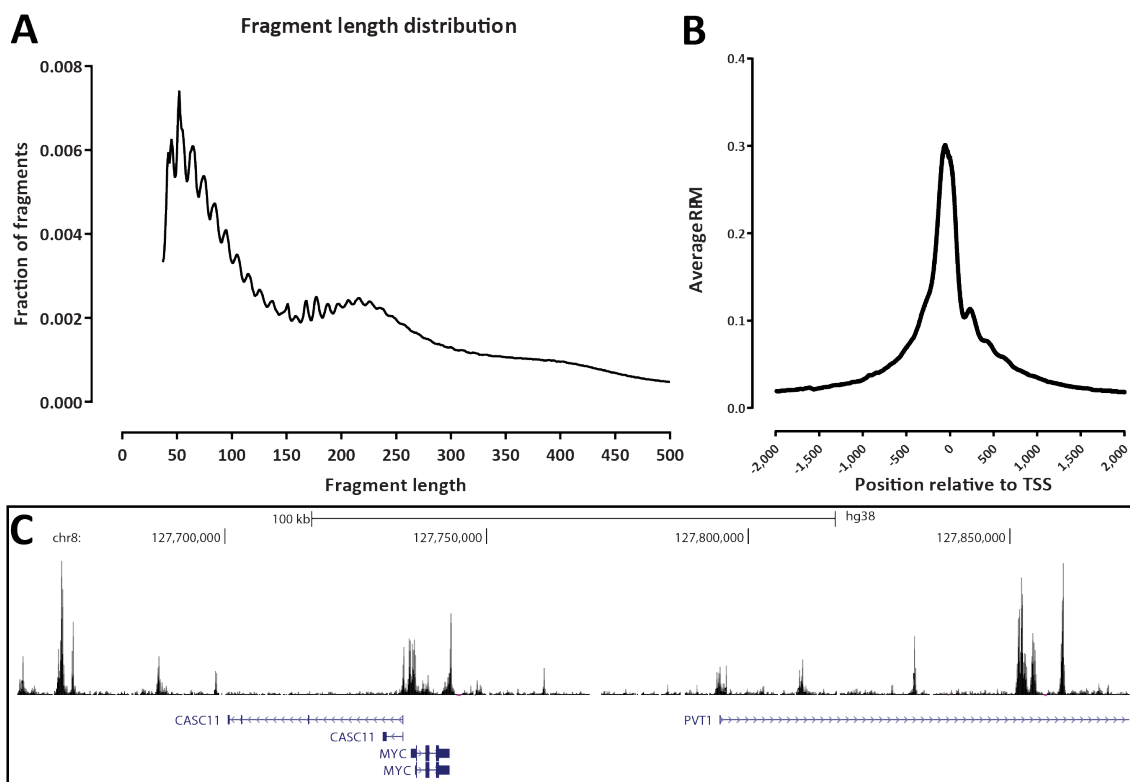 A
Fragment length distribution
0.008
0.006
0.004
0.002
0.000
Fraction of fragments
0 50 100 150 200 250 300 350 400 450 500
Fragment length
B
0.4
0.3
0.2
0.1
0.0
Average RPM
-2,000 -1,500 -1,000 -500 0 500 1,000 1,500 2,000
Position relative to TSS
C
100 kb hg38
chr8: 127,700,000 127,750,000 127,800,000 127,850,000
CASC11 PVT1
CASC11
MYC
MYC